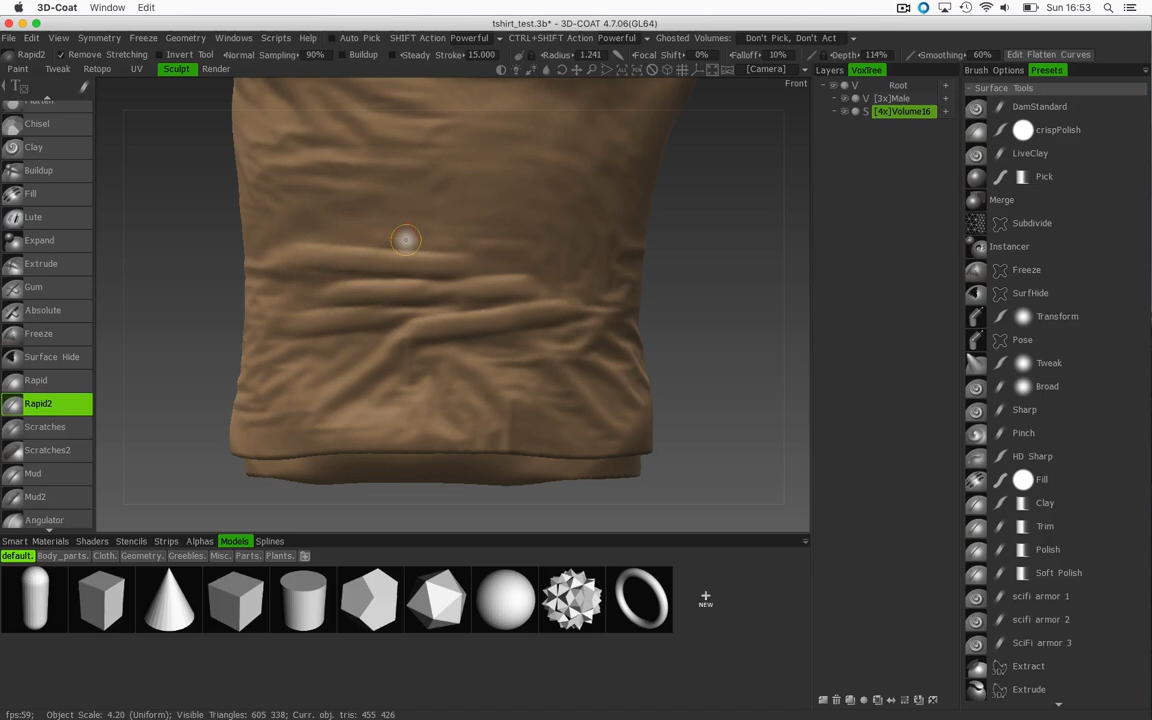 3D-Coat Window Edit Sun 16:53
tshirt_test.3b* - 3D-COAT 4.7.06(GL64)
File Edit View Symmetry Freeze Geometry Windows Scripts Help Auto Pick SHIFT Action Powerful CTRL+SHIFT Action Powerful Ghosted Volumes: Don't Pick, Don't Act
Rapid2 Remove Stretching Invert Tool Normal Sampling 90% Buildup Steady Stroke 15.000 Radius: 1.241 Focal Shift: 0% Falloff: 10% Depth: 114% Smoothing: 60% Edit Flatten Curves
Paint Tweak Retopo UV Sculpt Render [Camera] Layers VoxTree Brush Options Presets
Front
Root
[3x]Male
[4x]Volume16
Flatten
Chisel
Clay
Buildup
Fill
Lute
Expand
Extrude
Gum
Absolute
Freeze
Surface Hide
Rapid
Rapid2
Scratches
Scratches2
Mud
Mud2
Angulator
Surface Tools
DamStandard
crispPolish
LiveClay
Pick
Merge
Subdivide
Instancer
Freeze
SurfHide
Transform
Pose
Tweak
Broad
Sharp
Pinch
HD Sharp
Fill
Clay
Trim
Polish
Soft Polish
scifi armor 1
scifi armor 2
SciFi armor 3
Extract
Extrude
Smart Materials Shaders Stencils Strips Alphas Models Splines
default. Body_parts. Cloth. Geometry. Greebles. Misc. Parts. Plants.
NEW
fps:59; Object Scale: 4.20 (Uniform); Visible Triangles: 605 338; Curr. obj. tris: 455 426